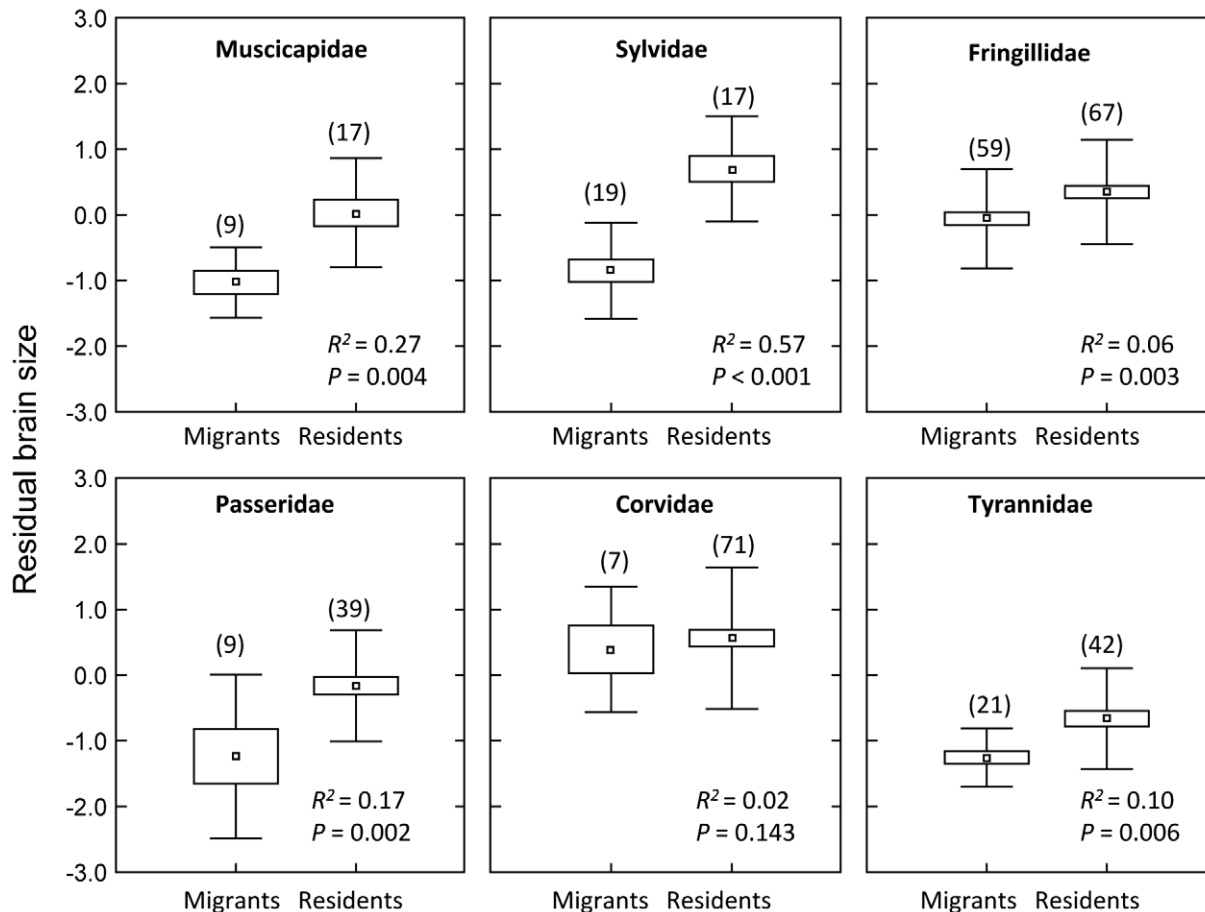 Residual brain size
3.0
2.0
1.0
0.0
-1.0
-2.0
-3.0
Muscicapidae
(9)
(17)
R² = 0.27
P = 0.004
Migrants Residents
Sylvidae
(19)
(17)
R² = 0.57
P < 0.001
Migrants Residents
Fringillidae
(59)
(67)
R² = 0.06
P = 0.003
Migrants Residents
3.0
2.0
1.0
0.0
-1.0
-2.0
-3.0
Passeridae
(9)
(39)
R² = 0.17
P = 0.002
Migrants Residents
Corvidae
(7)
(71)
R² = 0.02
P = 0.143
Migrants Residents
Tyrannidae
(21)
(42)
R² = 0.10
P = 0.006
Migrants Residents